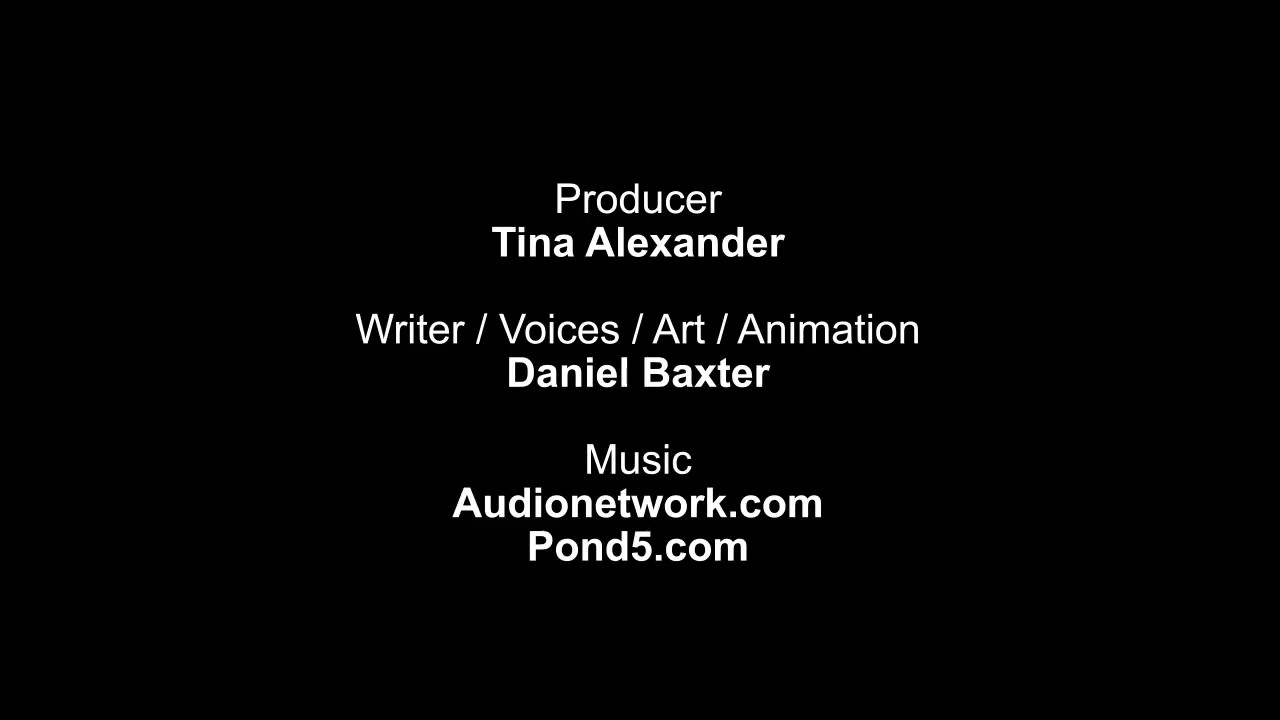 Producer
Tina Alexander
Writer / Voices / Art / Animation
Daniel Baxter
Music
Audionetwork.com
Pond5.com